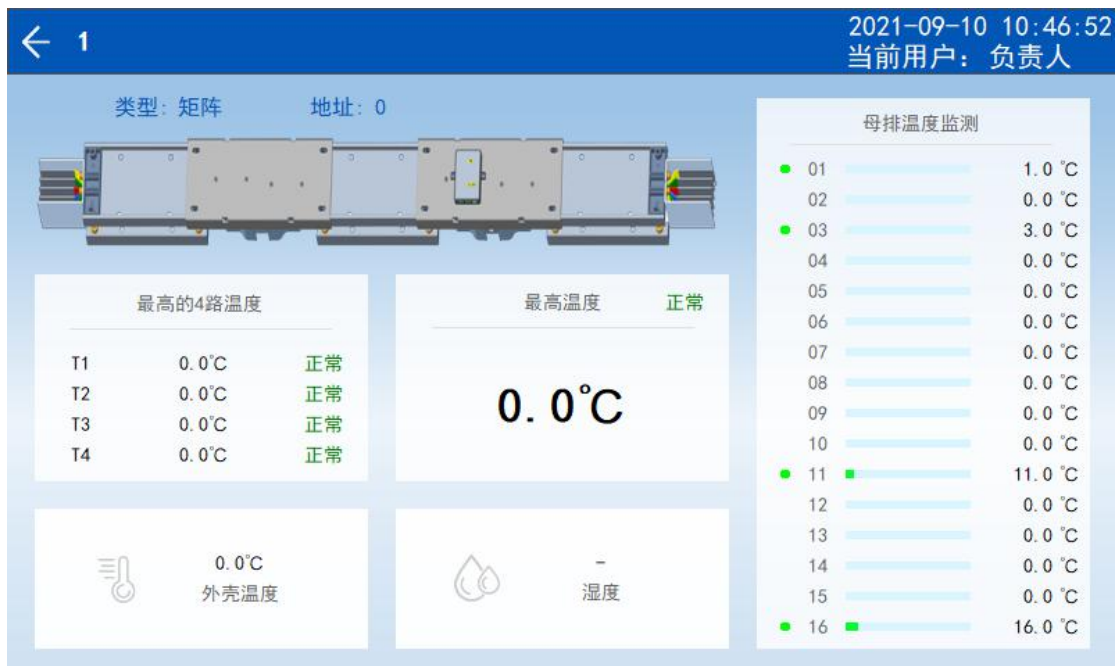 1
2021-09-10 10:46:52
当前用户: 负责人
类型: 矩阵 地址: 0
最高的4路温度
T1 0.0℃ 正常
T2 0.0℃ 正常
T3 0.0℃ 正常
T4 0.0℃ 正常
最高温度 正常
0.0℃
0.0℃
外壳温度
-
湿度
母排温度监测
01 1.0 ℃
02 0.0 ℃
03 3.0 ℃
04 0.0 ℃
05 0.0 ℃
06 0.0 ℃
07 0.0 ℃
08 0.0 ℃
09 0.0 ℃
10 0.0 ℃
11 11.0 ℃
12 0.0 ℃
13 0.0 ℃
14 0.0 ℃
15 0.0 ℃
16 16.0 ℃